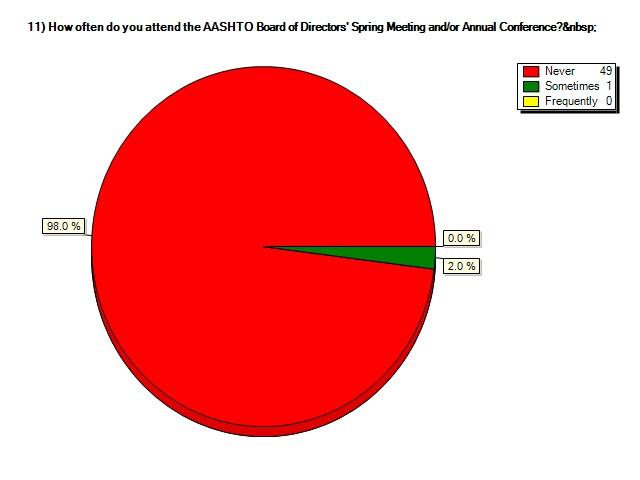 11) How often do you attend the AASHTO Board of Directors' Spring Meeting and/or Annual Conference?&nbsp;
Never 49
Sometimes 1
Frequently 0
98.0 %
0.0 %
2.0 %